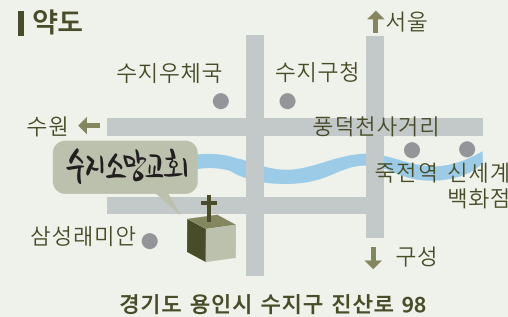 약도
서울
수지우체국
수지구청
수원
풍덕천사거리
수지소망교회
죽전역
신세계
백화점
삼성래미안
구성
경기도 용인시 수지구 진산로 98